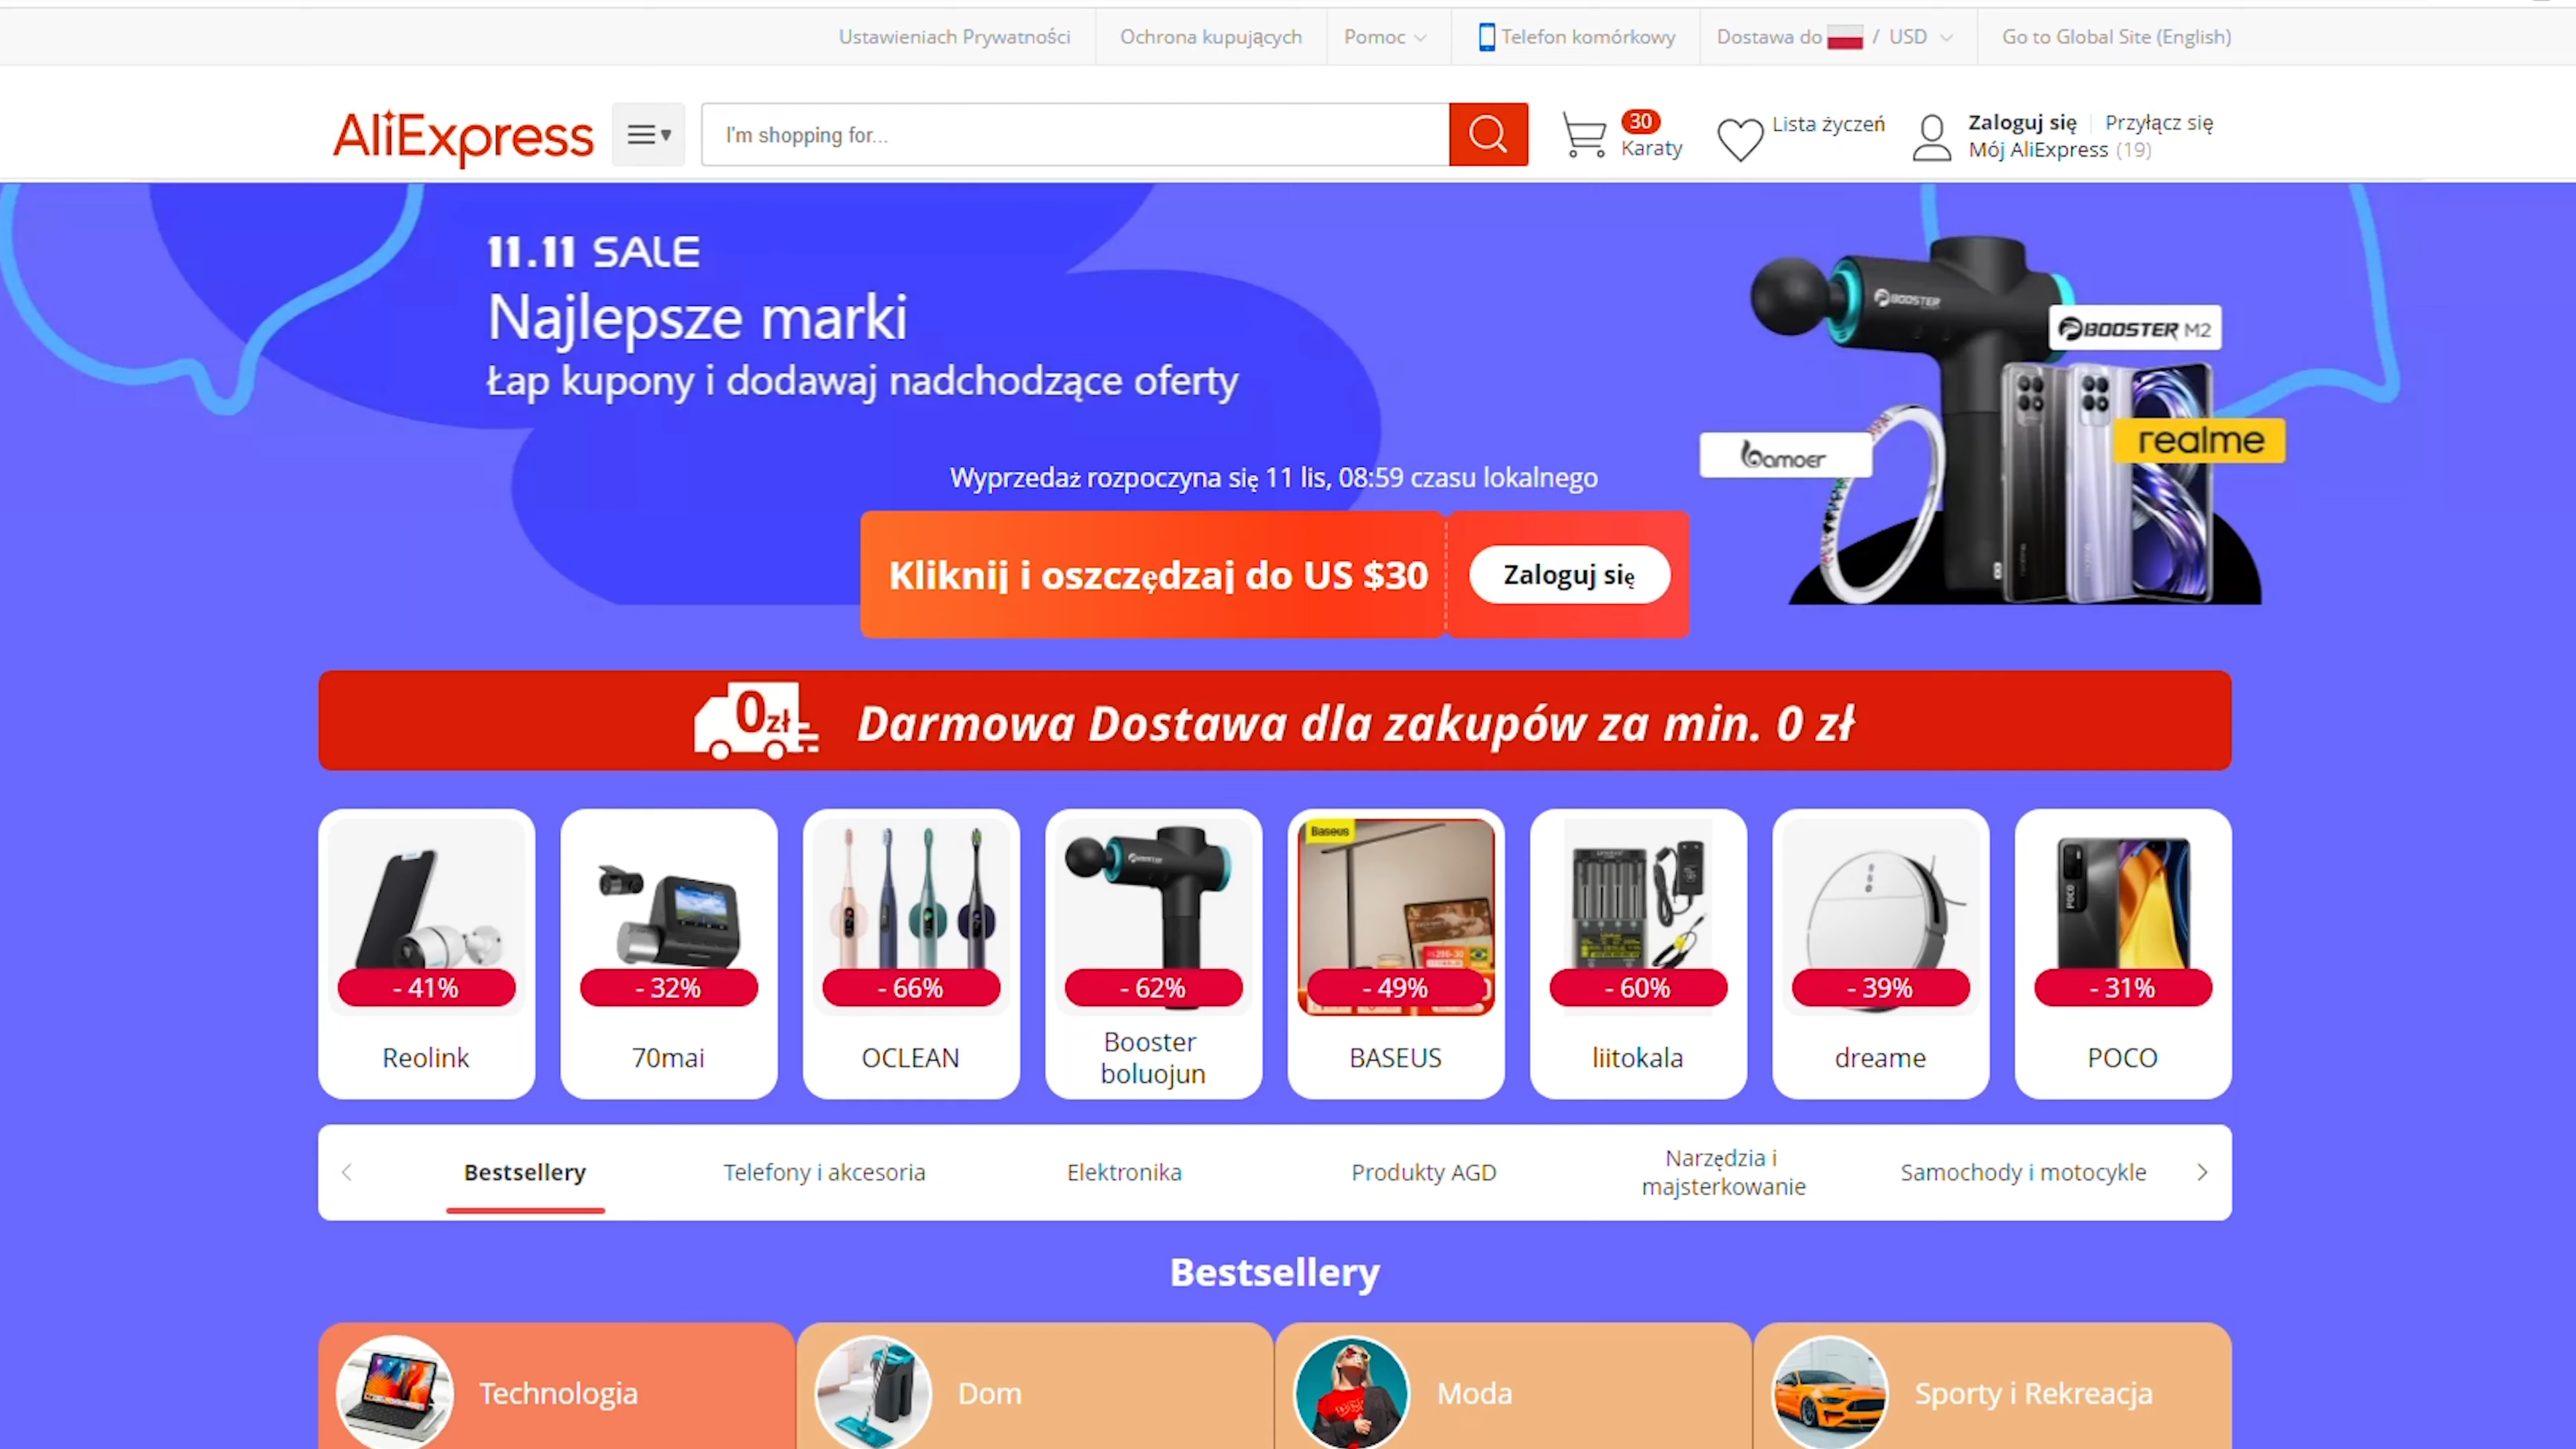 Ustawieniach Prywatności
Ochrona kupujących
Pomoc
Telefon komórkowy
Dostawa do / USD
Go to Global Site (English)
AliExpress
I'm shopping for...
30
Karaty
Lista życzeń
Zaloguj się
Przyłącz się
Mój AliExpress (19)
11.11 SALE
Najlepsze marki
Łap kupony i dodawaj nadchodzące oferty
BOOSTER
BOOSTER M2
bamoer
realme
Wyprzedaż rozpoczyna się 11 lis, 08:59 czasu lokalnego
Kliknij i oszczędzaj do US $30
Zaloguj się
0 zł
Darmowa Dostawa dla zakupów za min. 0 zł
- 41%
Reolink
- 32%
70mai
- 66%
OCLEAN
BOOSTER
- 62%
Booster
boluojun
Baseus
- 49%
BASEUS
- 60%
liitokala
- 39%
dreame
POCO
- 31%
POCO
Bestsellery
Telefony i akcesoria
Elektronika
Produkty AGD
Narzędzia i
majsterkowanie
Samochody i motocykle
Bestsellery
Technologia
Dom
Moda
Sporty i Rekreacja